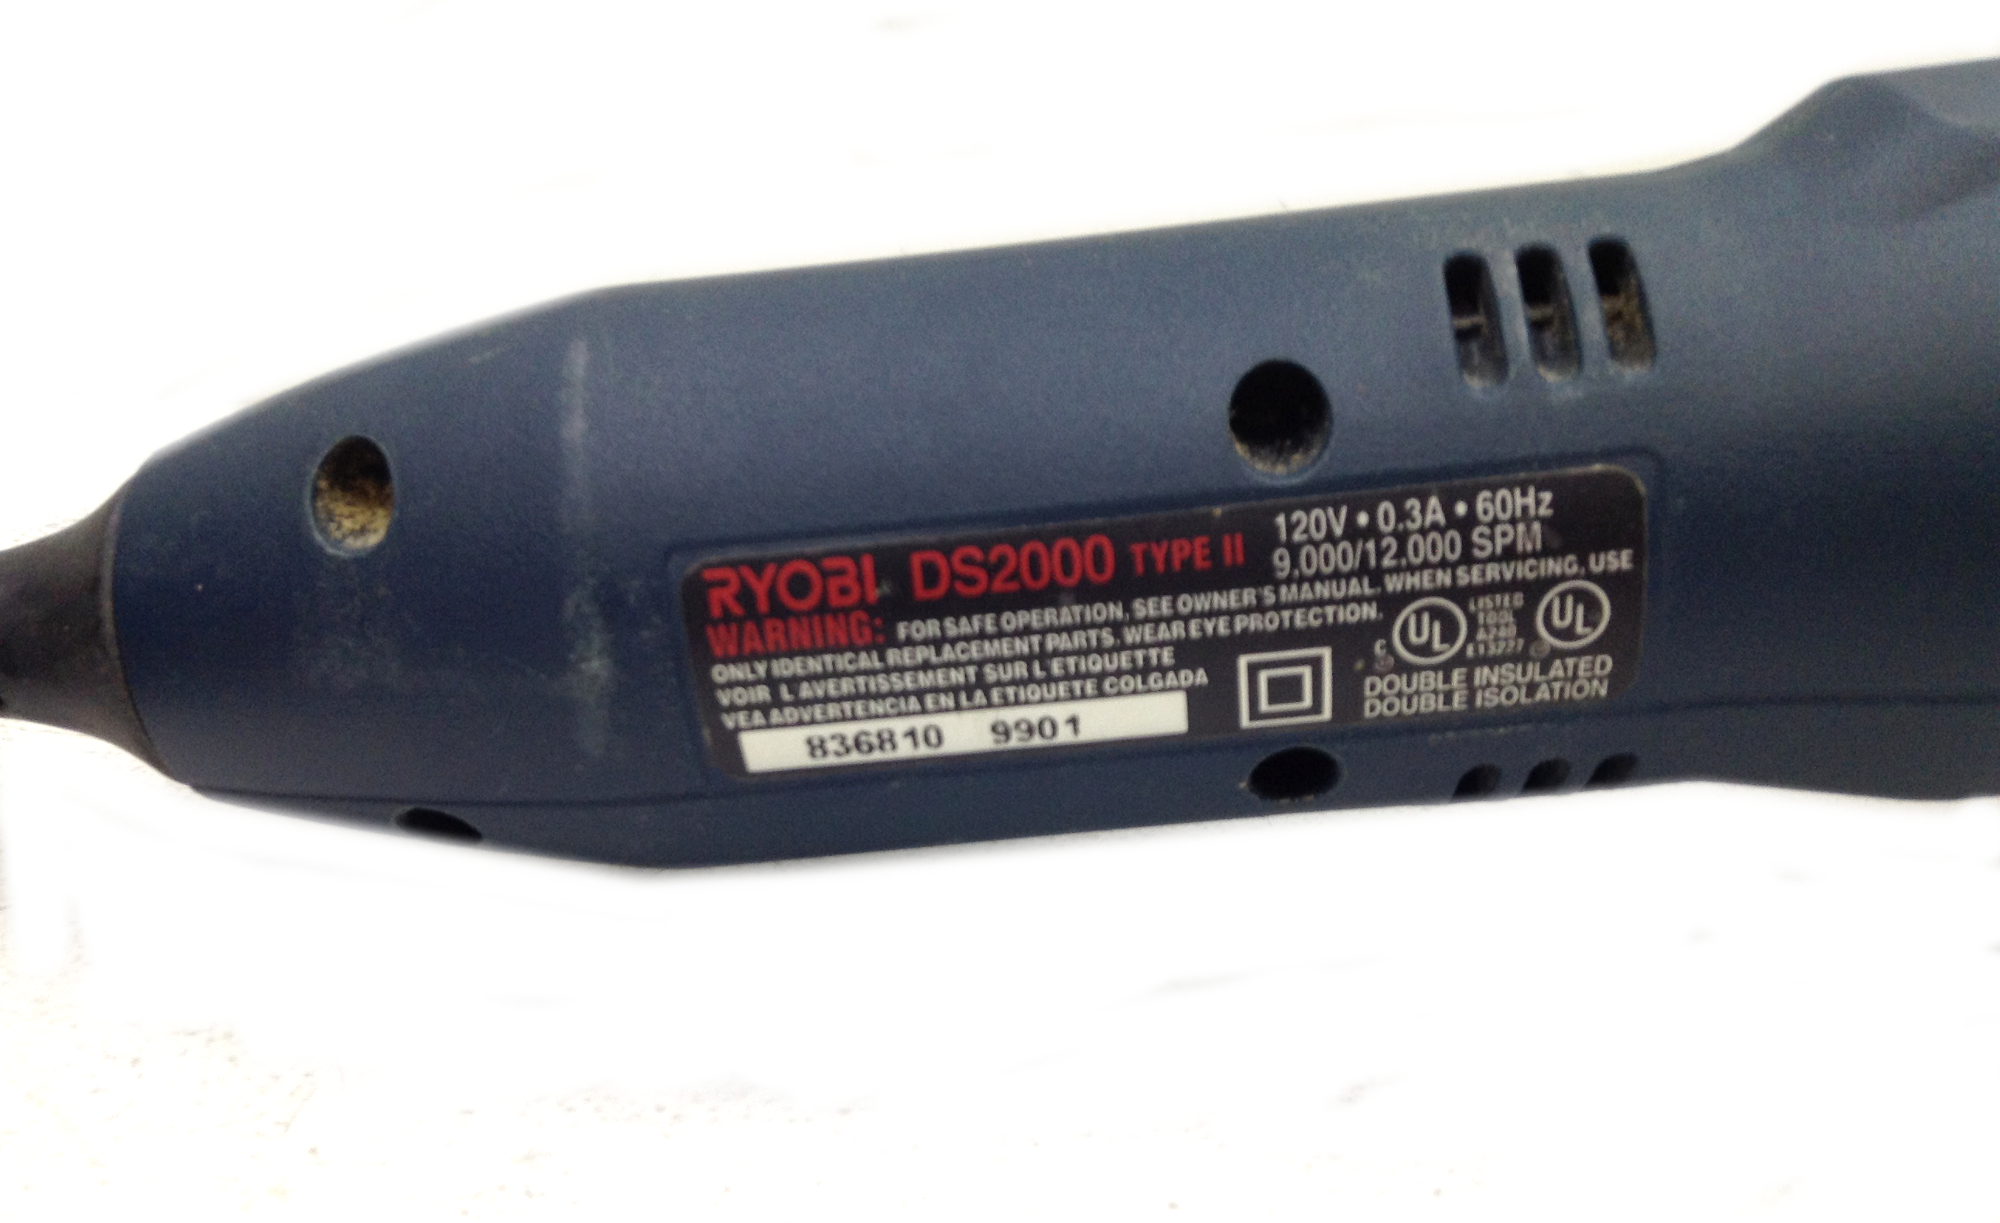 RYOBI DS2000 TYPE II
120V • 0.3A • 60Hz
9,000/12,000 SPM
WARNING: FOR SAFE OPERATION, SEE OWNER'S MANUAL. WHEN SERVICING, USE
ONLY IDENTICAL REPLACEMENT PARTS. WEAR EYE PROTECTION.
VOIR L'AVERTISSEMENT SUR L'ETIQUETTE
VEA ADVERTENCIA EN LA ETIQUETE COLGADA
836810 9901
C UL
LISTED
TOOL
E13227
UL
DOUBLE INSULATED
DOUBLE ISOLATION